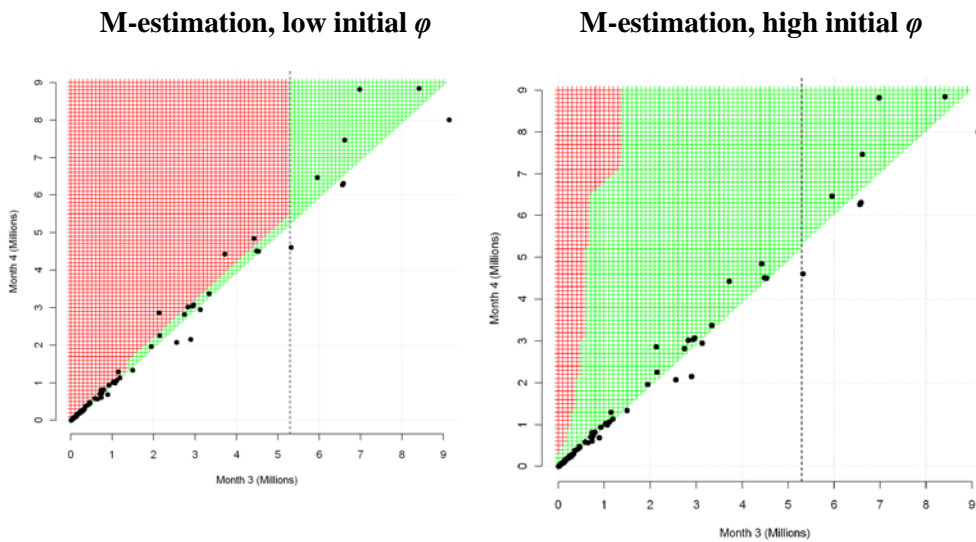 M-estimation, low initial φ
M-estimation, high initial φ
9
8
7
6
5
4
3
2
1
0
Month 4 (Millions)
0 1 2 3 4 5 6 7 8 9
Month 3 (Millions)
9
8
7
6
5
4
3
2
1
0
Month 4 (Millions)
0 1 2 3 4 5 6 7 8 9
Month 3 (Millions)